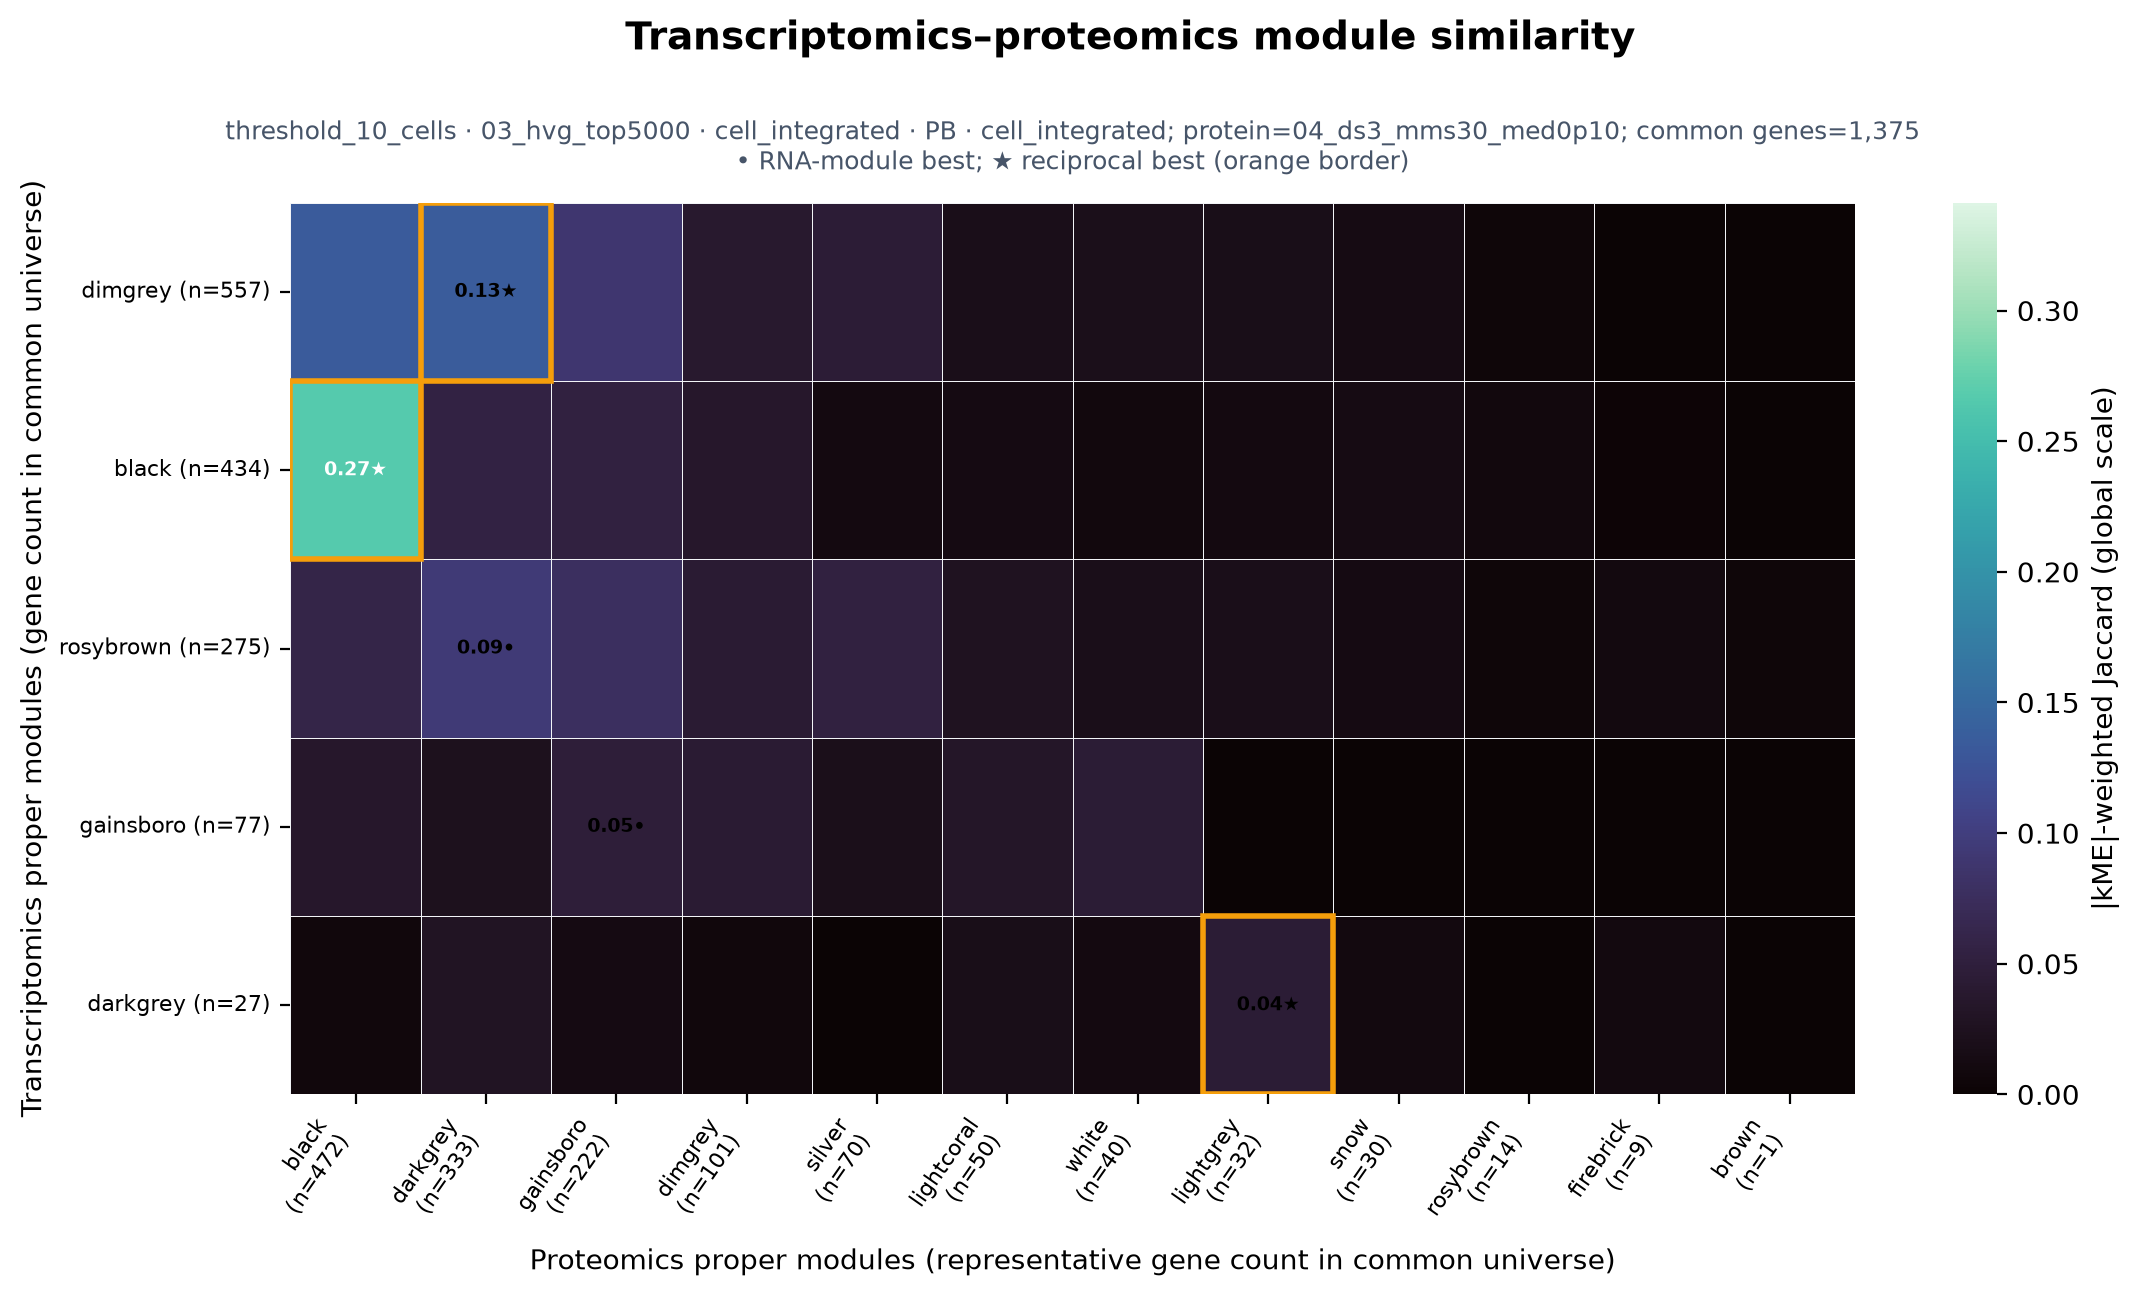 Transcriptomics–proteomics module similarity
threshold_10_cells · 03_hvg_top5000 · cell_integrated · PB · cell_integrated; protein=04_ds3_mms30_med0p10; common genes=1,375
• RNA-module best; ★ reciprocal best (orange border)
Transcriptomics proper modules (gene count in common universe)
dimgrey (n=557)
0.13★
black (n=434)
0.27★
rosybrown (n=275)
0.09•
gainsboro (n=77)
0.05•
darkgrey (n=27)
0.04★
black
(n=472)
darkgrey
(n=333)
gainsboro
(n=222)
dimgrey
(n=101)
silver
(n=70)
lightcoral
(n=50)
white
(n=40)
lightgrey
(n=32)
snow
(n=30)
rosybrown
(n=14)
firebrick
(n=9)
brown
(n=1)
Proteomics proper modules (representative gene count in common universe)
0.30
0.25
0.20
0.15
0.10
0.05
0.00
|kME|-weighted Jaccard (global scale)